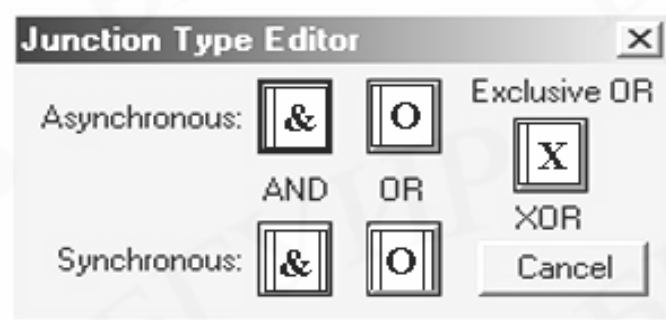 Junction Type Editor
Asynchronous: & O Exclusive OR
X
AND OR XOR
Synchronous: & O Cancel